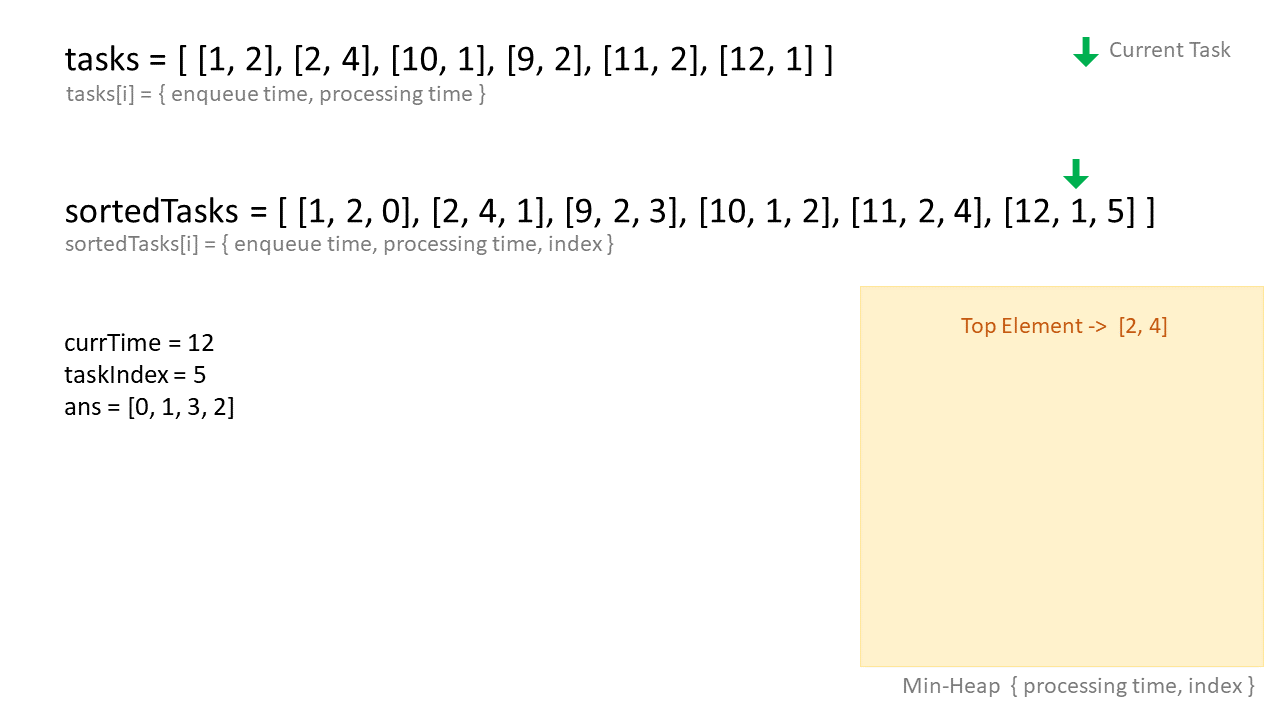 tasks = [ [1, 2], [2, 4], [10, 1], [9, 2], [11, 2], [12, 1] ]
tasks[i] = { enqueue time, processing time }
Current Task
sortedTasks = [ [1, 2, 0], [2, 4, 1], [9, 2, 3], [10, 1, 2], [11, 2, 4], [12, 1, 5] ]
sortedTasks[i] = { enqueue time, processing time, index }
currTime = 12
taskIndex = 5
ans = [0, 1, 3, 2]
Top Element -> [2, 4]
Min-Heap { processing time, index }